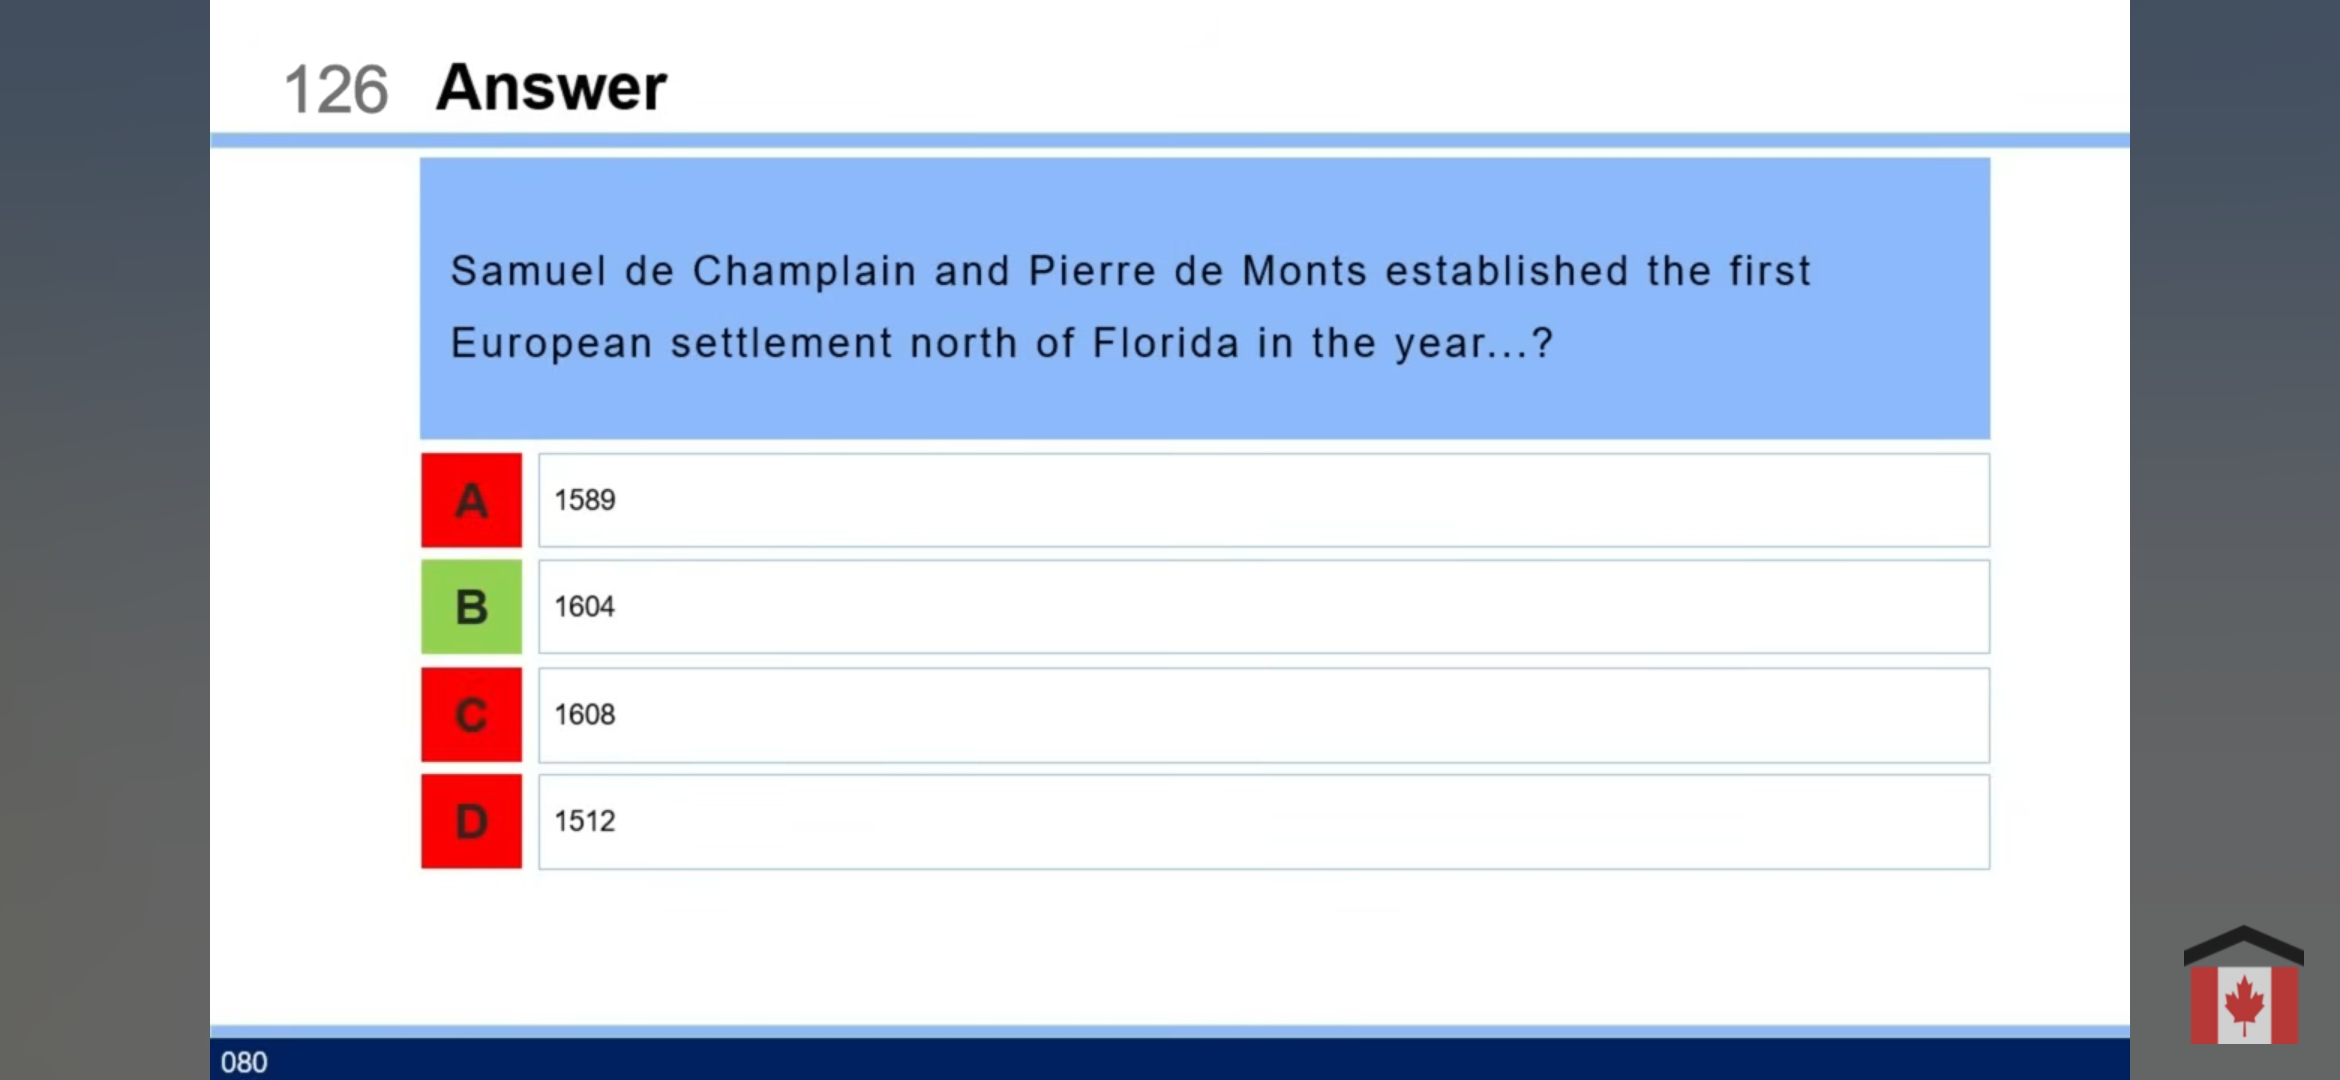 126 Answer
Samuel de Champlain and Pierre de Monts established the first
European settlement north of Florida in the year...?
A 1589
B 1604
C 1608
D 1512
080